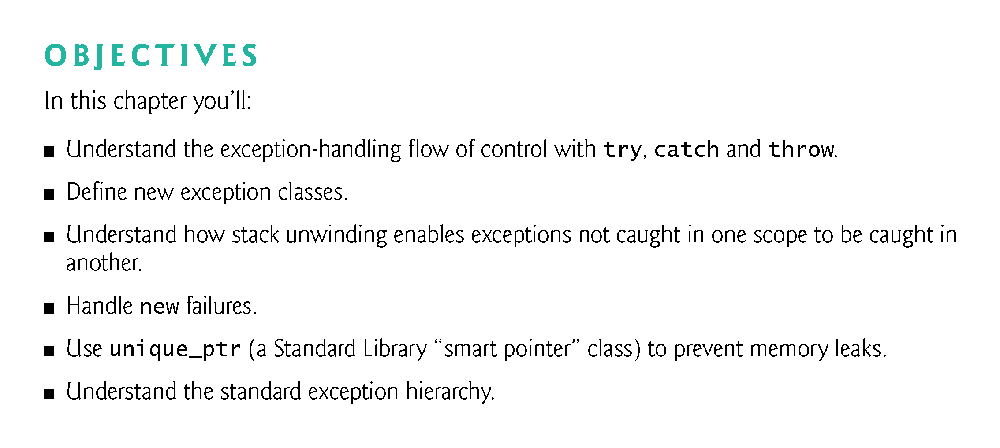 OBJECTIVES
In this chapter you’ll:
■ Understand the exception-handling flow of control with try, catch and throw.
■ Define new exception classes.
■ Understand how stack unwinding enables exceptions not caught in one scope to be caught in
another.
■ Handle new failures.
■ Use unique_ptr (a Standard Library “smart pointer” class) to prevent memory leaks.
■ Understand the standard exception hierarchy.